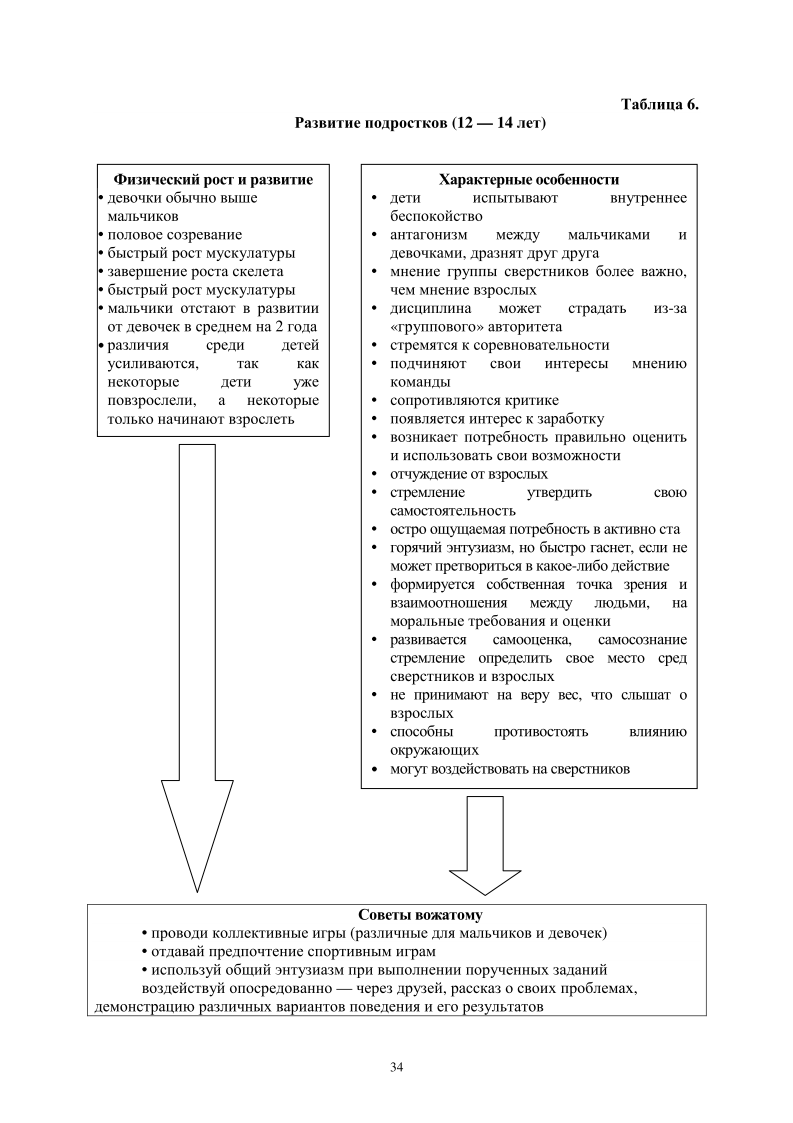 Таблица 6.
Развитие подростков (12 — 14 лет)
Физический рост и развитие
• девочки обычно выше
мальчиков
• половое созревание
• быстрый рост мускулатуры
• завершение роста скелета
• быстрый рост мускулатуры
• мальчики отстают в развитии
от девочек в среднем на 2 года
• различия среди детей
усиливаются, так как
некоторые дети уже
повзрослели, а некоторые
только начинают взрослеть
Характерные особенности
• дети испытывают внутреннее
беспокойство
• антагонизм между мальчиками и
девочками, дразнят друг друга
• мнение группы сверстников более важно,
чем мнение взрослых
• дисциплина может страдать из-за
«группового» авторитета
• стремятся к соревновательности
• подчиняют свои интересы мнению
команды
• сопротивляются критике
• появляется интерес к заработку
• возникает потребность правильно оценить
и использовать свои возможности
• отчуждение от взрослых
• стремление утвердить свою
самостоятельность
• остро ощущаемая потребность в активно ста
• горячий энтузиазм, но быстро гаснет, если не
может претвориться в какое-либо действие
• формируется собственная точка зрения и
взаимоотношения между людьми, на
моральные требования и оценки
• развивается самооценка, самосознание
стремление определить свое место сред
сверстников и взрослых
• не принимают на веру вес, что слышат о
взрослых
• способны противостоять влиянию
окружающих
• могут воздействовать на сверстников
Советы вожатому
• проводи коллективные игры (различные для мальчиков и девочек)
• отдавай предпочтение спортивным играм
• используй общий энтузиазм при выполнении порученных заданий
воздействуй опосредованно — через друзей, рассказ о своих проблемах,
демонстрацию различных вариантов поведения и его результатов
34